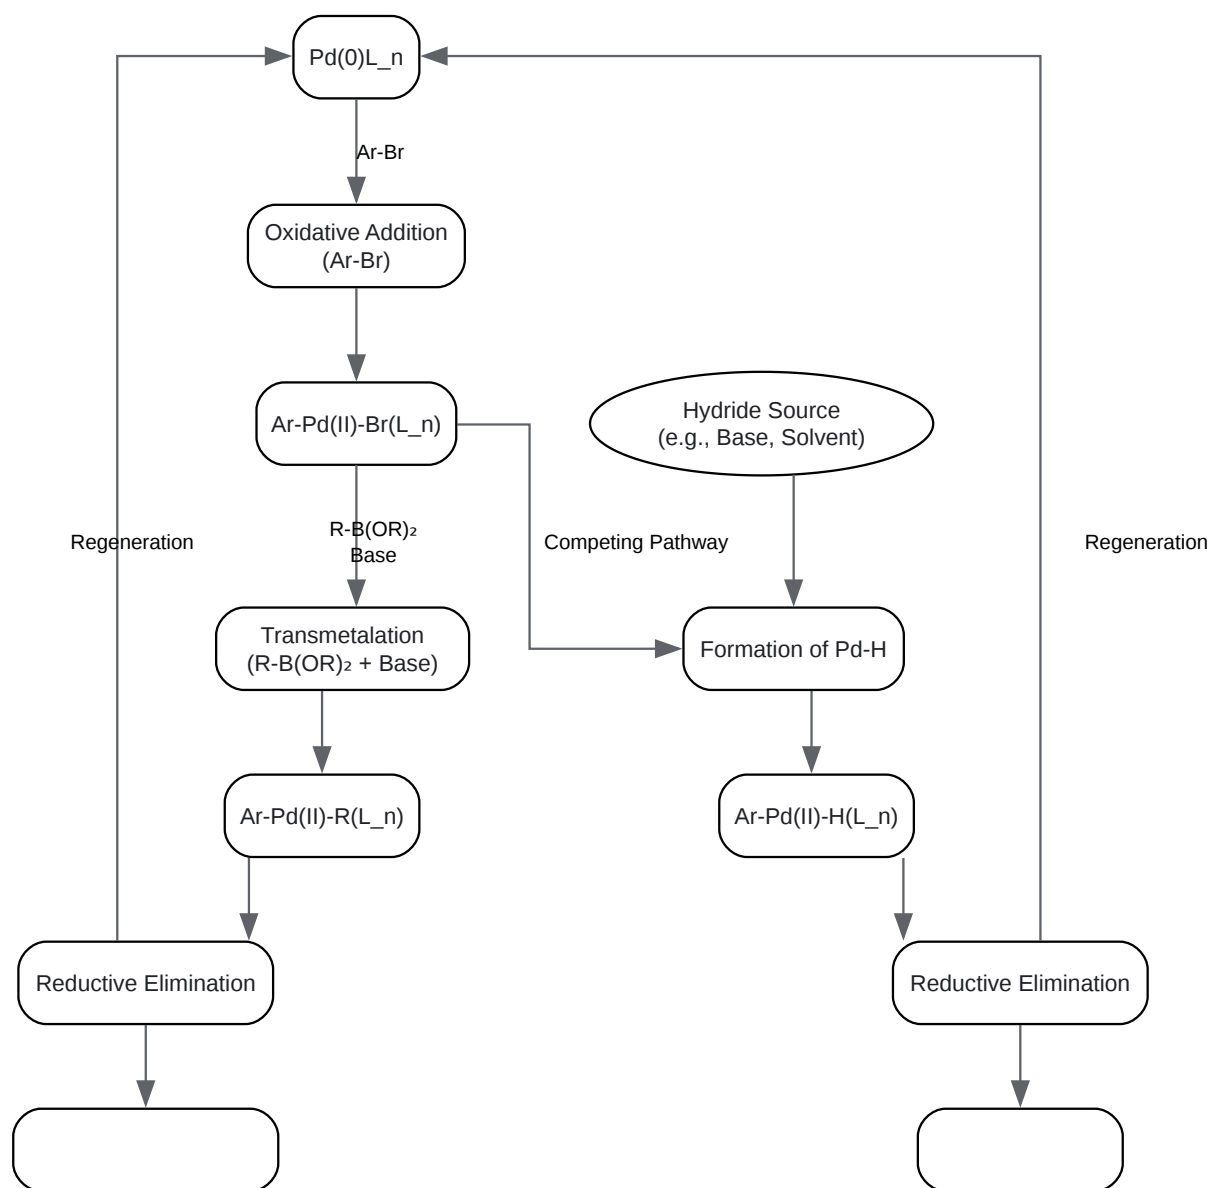 Pd(0)L_n
Ar-Br
Oxidative Addition
(Ar-Br)
Ar-Pd(II)-Br(L_n)
Hydride Source
(e.g., Base, Solvent)
Regeneration
R-B(OR)₂
Base
Competing Pathway
Regeneration
Transmetalation
(R-B(OR)₂ + Base)
Formation of Pd-H
Ar-Pd(II)-R(L_n)
Ar-Pd(II)-H(L_n)
Reductive Elimination
Reductive Elimination